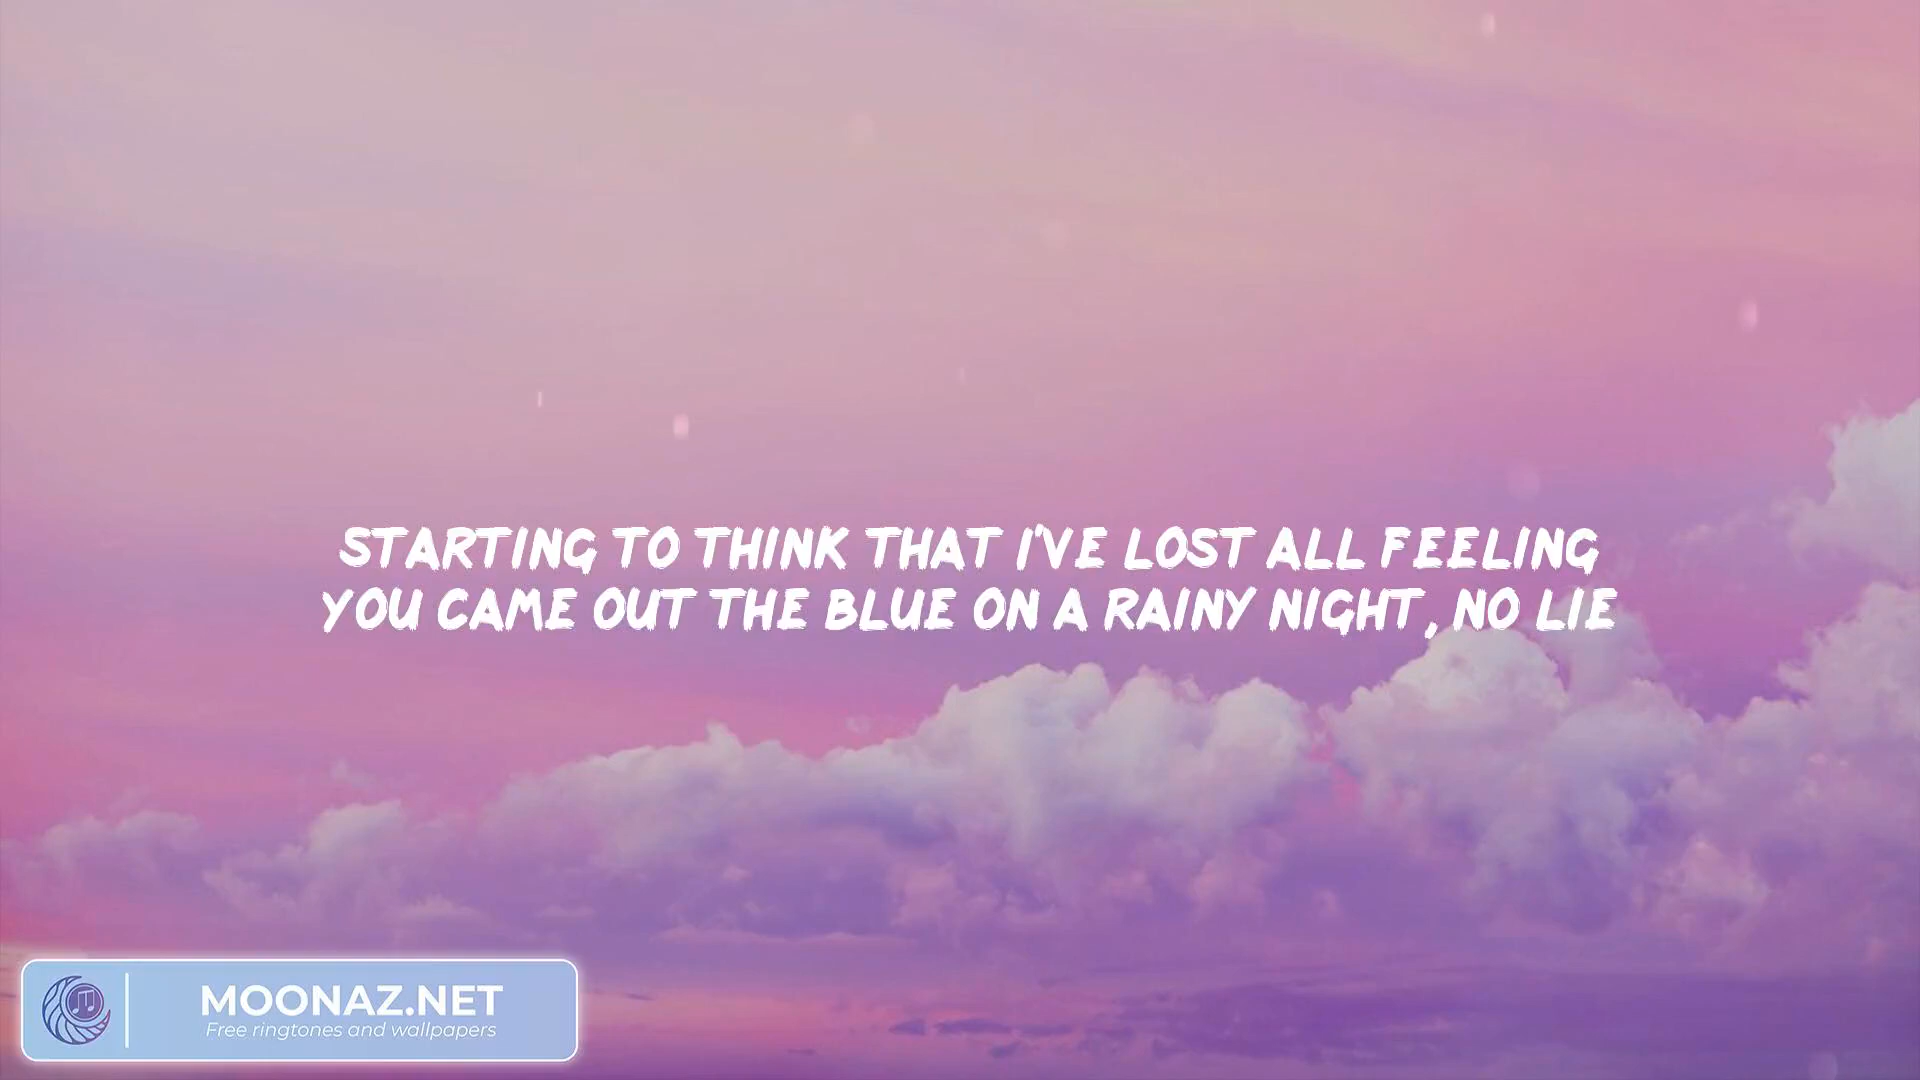 STARTING TO THINK THAT I'VE LOST ALL FEELING
YOU CAME OUT THE BLUE ON A RAINY NIGHT, NO LIE
MOONAZ.NET
Free ringtones and wallpapers